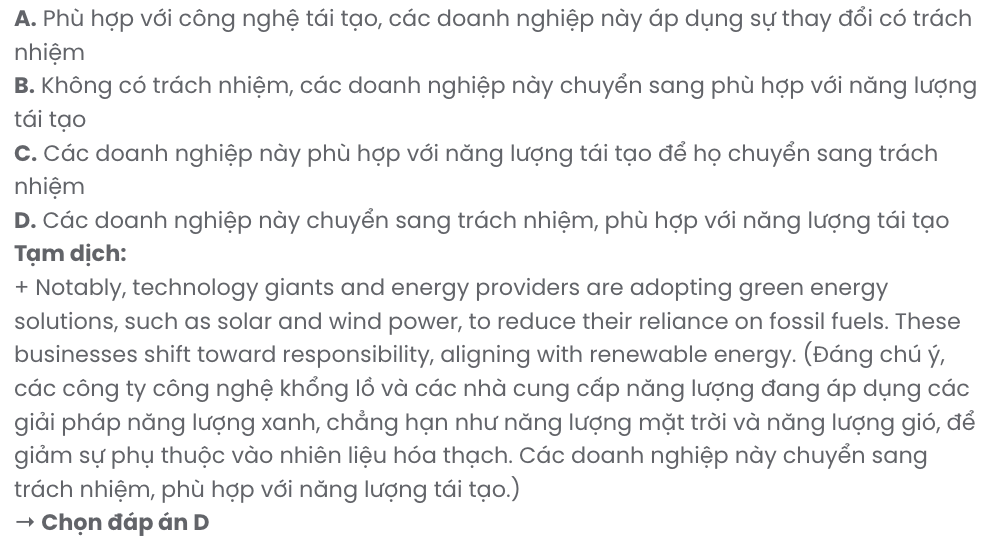 A. Phù hợp với công nghệ tái tạo, các doanh nghiệp này áp dụng sự thay đổi có trách
nhiệm
B. Không có trách nhiệm, các doanh nghiệp này chuyển sang phù hợp với năng lượng
tái tạo
C. Các doanh nghiệp này phù hợp với năng lượng tái tạo để họ chuyển sang trách
nhiệm
D. Các doanh nghiệp này chuyển sang trách nhiệm, phù hợp với năng lượng tái tạo
Tạm dịch:
+ Notably, technology giants and energy providers are adopting green energy
solutions, such as solar and wind power, to reduce their reliance on fossil fuels. These
businesses shift toward responsibility, aligning with renewable energy. (Đáng chú ý,
các công ty công nghệ khổng lồ và các nhà cung cấp năng lượng đang áp dụng các
giải pháp năng lượng xanh, chẳng hạn như năng lượng mặt trời và năng lượng gió, để
giảm sự phụ thuộc vào nhiên liệu hóa thạch. Các doanh nghiệp này chuyển sang
trách nhiệm, phù hợp với năng lượng tái tạo.)
→ Chọn đáp án D